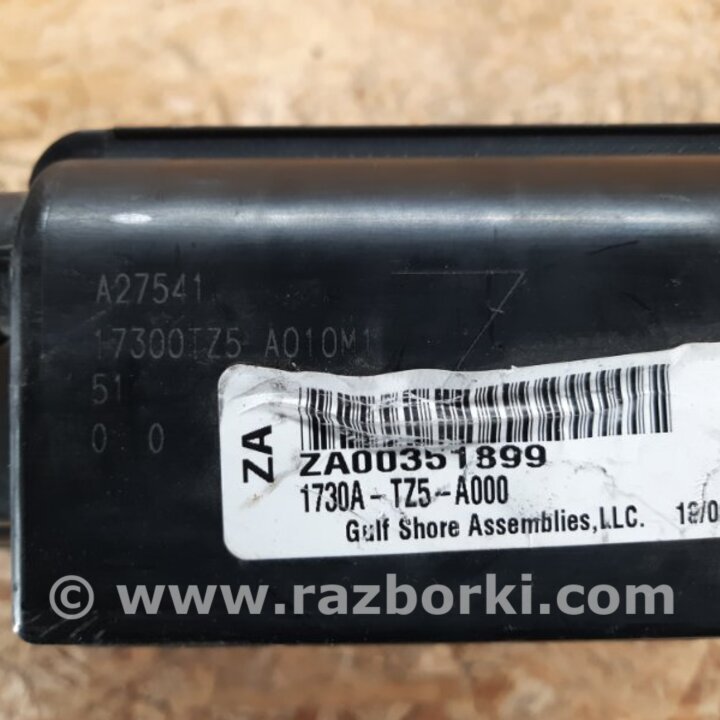 A27541
17300TZ5 A010M1
51
0 0
ZA
ZA00351899
1730A-TZ5-A000
Gulf Shore Assemblies,LLC.
© www.razborki.com